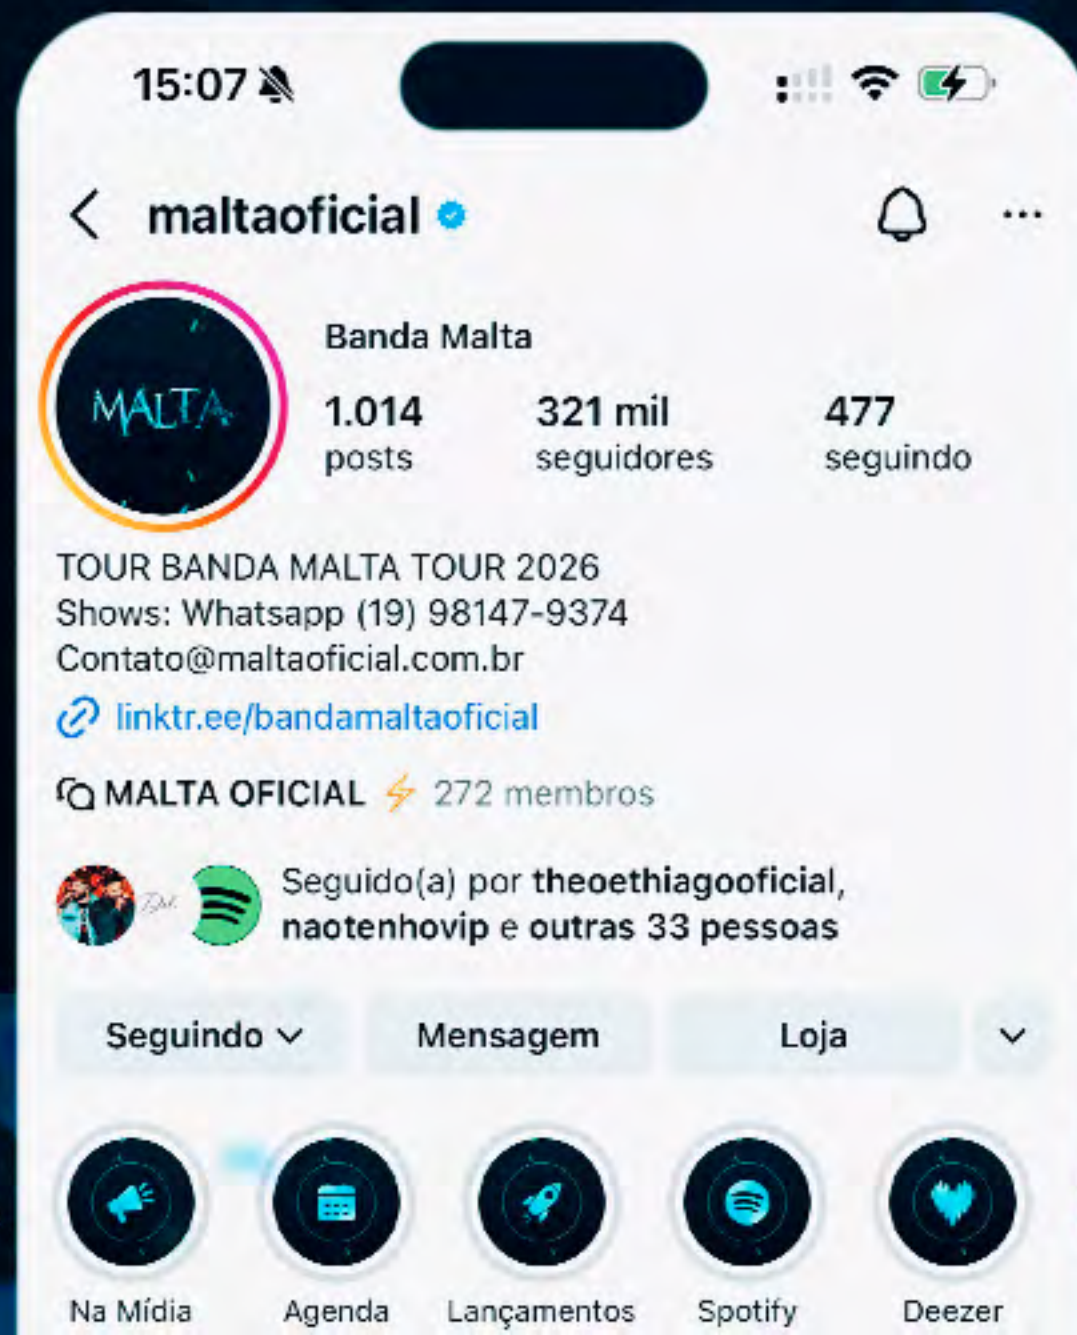 15:07
maltaoficial
MALTA
Banda Malta
1.014 321 mil 477
posts seguidores seguindo
TOUR BANDA MALTA TOUR 2026
Shows: Whatsapp (19) 98147-9374
Contato@maltaoficial.com.br
linktr.ee/bandamaltaoficial
MALTA OFICIAL ⚡ 272 membros
Seguido(a) por theoethiagooficial,
naotenhovip e outras 33 pessoas
Seguindo Mensagem Loja
Na Mídia Agenda Lançamentos Spotify Deezer